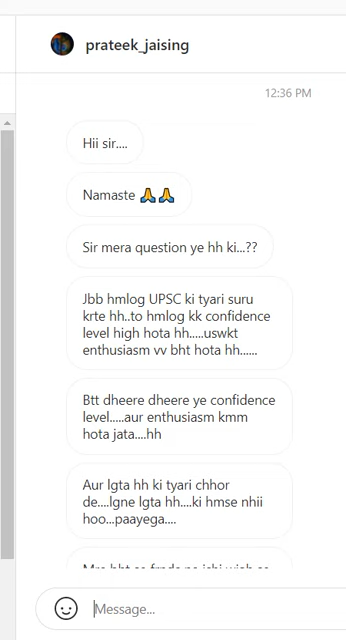 prateek_jaising
12:36 PM
Hii sir....
Namaste 🙏🙏
Sir mera question ye hh ki...??
Jbb hmlog UPSC ki tyari suru
krte hh..to hmlog kk confidence
level high hota hh.....uswkt
enthusiasm vv bht hota hh......
Btt dheere dheere ye confidence
level.....aur enthusiasm kmm
hota jata....hh
Aur lgta hh ki tyari chhor
de....lgne lgta hh....ki hmse nhii
hoo...paayega....
Message...